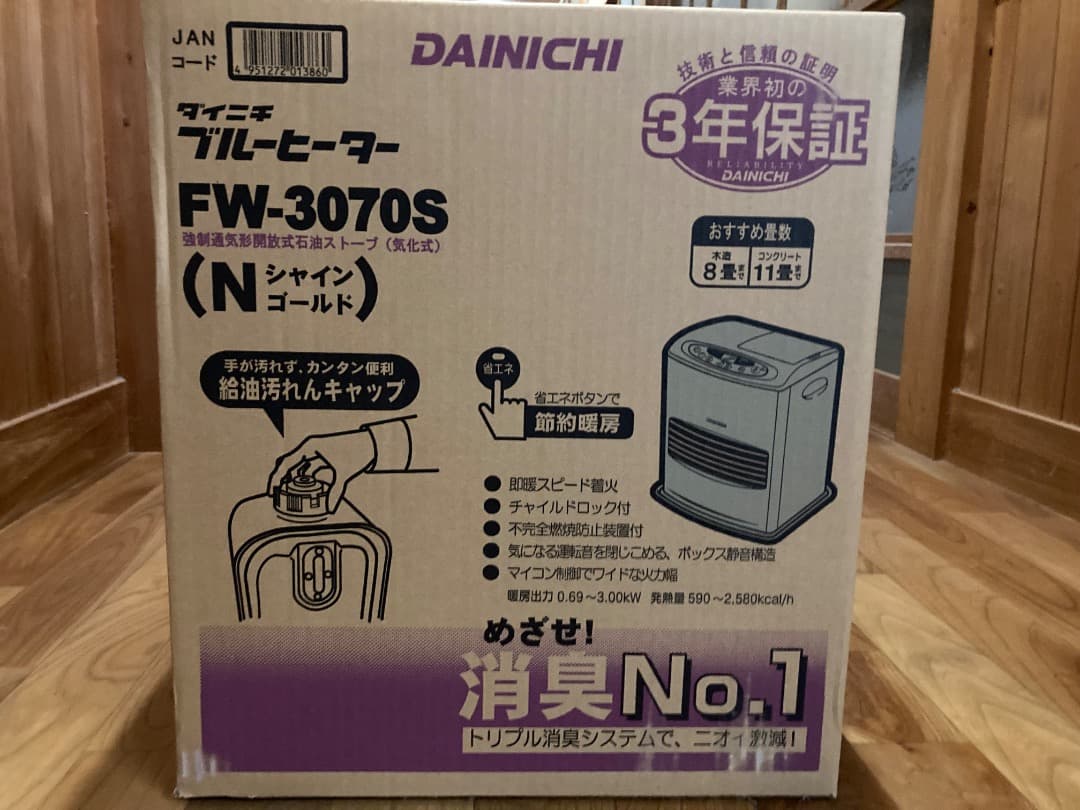 JAN
コード
4 951272 013860
DAINICHI
技術と信頼の証明
業界初の
3年保証
RELIABILITY
DAINICHI
ダイニチ
ブルーヒーター
FW-3070S
強制通気形開放式石油ストーブ（気化式）
(Nシャインゴールド)
おすすめ畳数
木造 8畳まで
コンクリート 11畳まで
手が汚れず、カンタン便利
給油汚れんキャップ
省エネ
省エネボタンで
節約暖房
● 即暖スピード着火
● チャイルドロック付
● 不完全燃焼防止装置付
● 気になる運転音を閉じこめる、ボックス静音構造
● マイコン制御でワイドな火力幅
暖房出力 0.69～3.00kW 発熱量 590～2,580kcal/h
めざせ!
消臭No.1
トリプル消臭システムで、ニオイ激減!